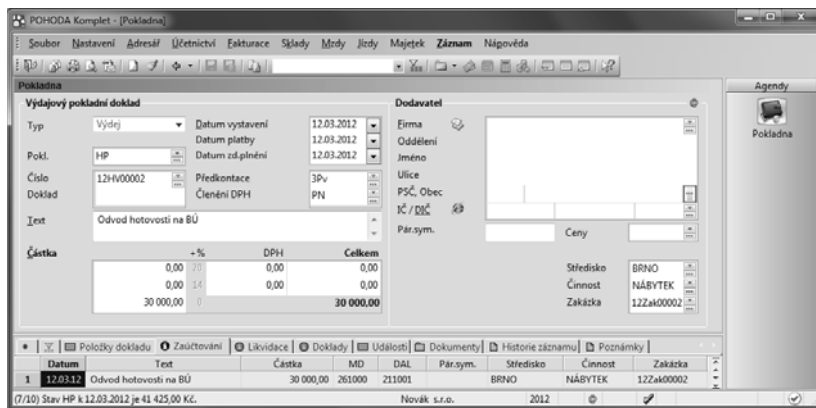 POHODA Komplet - [Pokladna]
Soubor Nastavení Adresář Účetnictví Fakturace Sklady Mzdy Jízdy Majetek Záznam Nápověda
Pokladna
Agendy
Výdajový pokladní doklad
Dodavatel
Pokladna
Typ Výdej Datum vystavení 12.03.2012 Firma
Datum platby 12.03.2012 Oddělení
Pokl. HP Datum zd.plnění 12.03.2012 Jméno
Ulice
Číslo 12HV00002 Předkontace 3Pv
Doklad Členění DPH PN PSČ, Obec
IČ / DIČ
Text Odvod hotovosti na BÚ Pár.sym. Ceny
Částka +% DPH Celkem
0,00 20 0,00 0,00 Středisko BRNO
0,00 14 0,00 0,00 Činnost NÁBYTEK
30 000,00 0 30 000,00 Zakázka 12Zak00002
Položky dokladu Zaúčtování Likvidace Doklady Události Dokumenty Historie záznamu Poznámky
Datum Text Částka MD DAL Pár.sym. Středisko Činnost Zakázka
1 12.03.12 Odvod hotovosti na BÚ 30 000,00 261000 211001 BRNO NÁBYTEK 12Zak00002
(7/10) Stav HP k 12.03.2012 je 41 425,00 Kč. Novák s.r.o. 2012